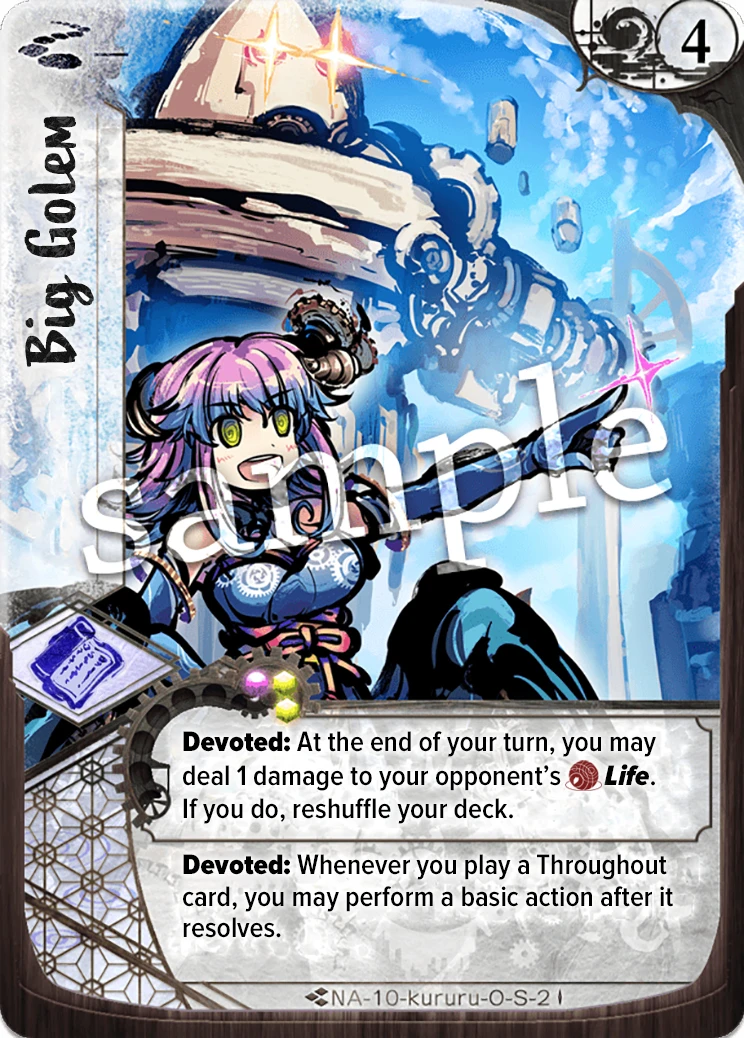 4
Big Golem
sample
Devoted: At the end of your turn, you may
deal 1 damage to your opponent's Life.
If you do, reshuffle your deck.
Devoted: Whenever you play a Throughout
card, you may perform a basic action after it
resolves.
NA-10-kururu-O-S-2